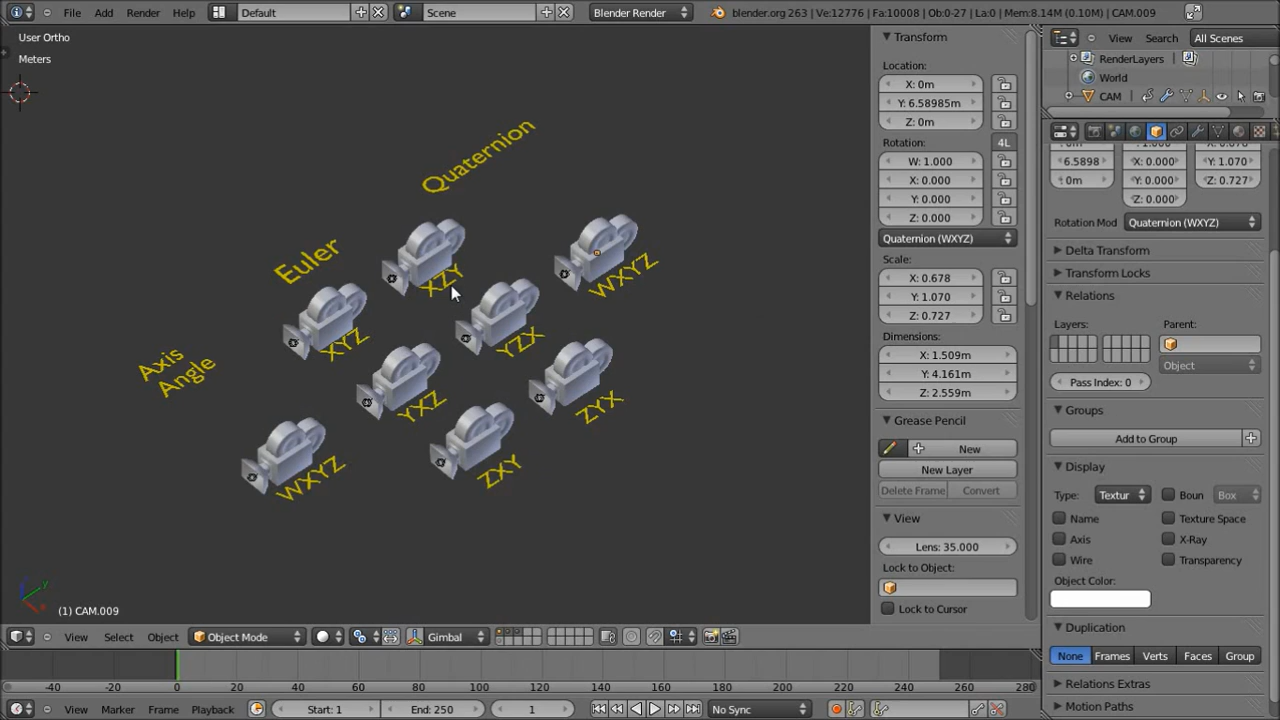 File Add Render Help Default Scene Blender Render blender.org 263 | Ve:12776 | Fa:10008 | Ob:0-27 | La:0 | Mem:8.14M (0.10M) | CAM.009
User Ortho
Meters
Quaternion
Euler
Axis
Angle
XZY
WXYZ
XYZ
YZX
YXZ
ZYX
WXYZ
ZXY
(1) CAM.009
Transform
Location:
X: 0m
Y: 6.58985m
Z: 0m
Rotation:
4L
W: 1.000
X: 0.000
Y: 0.000
Z: 0.000
Quaternion (WXYZ)
Scale:
X: 0.678
Y: 1.070
Z: 0.727
Dimensions:
X: 1.509m
Y: 4.161m
Z: 2.559m
Grease Pencil
New
New Layer
Delete Frame Convert
View
Lens: 35.000
Lock to Object:
Lock to Cursor
View Search All Scenes
RenderLayers
World
CAM
6.5898 X: 0.000 Y: 1.070
0m Y: 0.000 Z: 0.727
Z: 0.000
Rotation Mod Quaternion (WXYZ)
Delta Transform
Transform Locks
Relations
Layers: Parent:
Object
Pass Index: 0
Groups
Add to Group
Display
Type: Textur Boun Box
Name Texture Space
Axis X-Ray
Wire Transparency
Object Color:
Duplication
None Frames Verts Faces Group
Relations Extras
Motion Paths
View Select Object Object Mode Gimbal
-40 -20 0 20 40 60 80 100 120 140 160 180 200 220 240 260 280
View Marker Frame Playback Start: 1 End: 250 1 No Sync